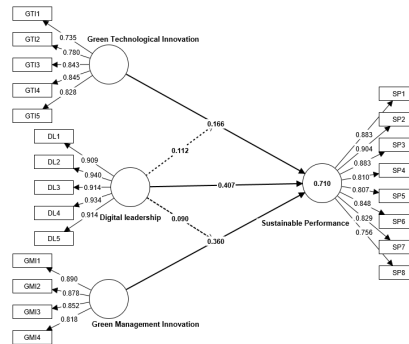 GTI1
GTI2
GTI3
GTI4
GTI5
0.735
0.780
0.843
0.845
0.828
Green Technological Innovation
0.166
0.112
DL1
DL2
DL3
DL4
DL5
0.909
0.940
0.914
0.934
0.914
Digital leadership
0.407
0.090
0.360
GMI1
GMI2
GMI3
GMI4
0.890
0.878
0.852
0.818
Green Management Innovation
0.710
Sustainable Performance
0.883
0.904
0.883
0.810
0.807
0.848
0.829
0.756
SP1
SP2
SP3
SP4
SP5
SP6
SP7
SP8